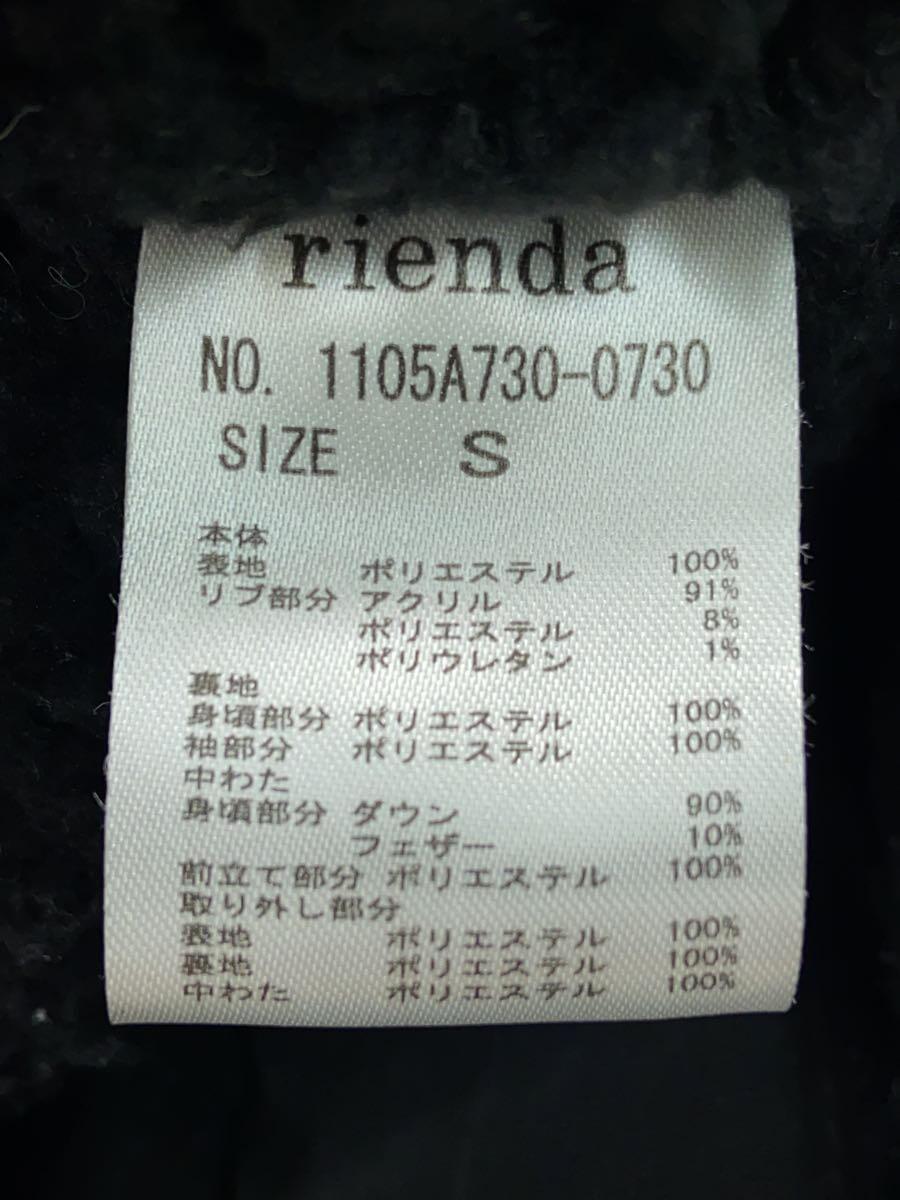 rienda
NO. 1105A730-0730
SIZE S
本体
表地 ポリエステル 100%
リブ部分 アクリル 91%
ポリエステル 8%
ポリウレタン 1%
裏地
身頃部分 ポリエステル 100%
袖部分 ポリエステル 100%
中わた
身頃部分 ダウン 90%
フェザー 10%
前立て部分 ポリエステル 100%
取り外し部分
表地 ポリエステル 100%
裏地 ポリエステル 100%
中わた ポリエステル 100%